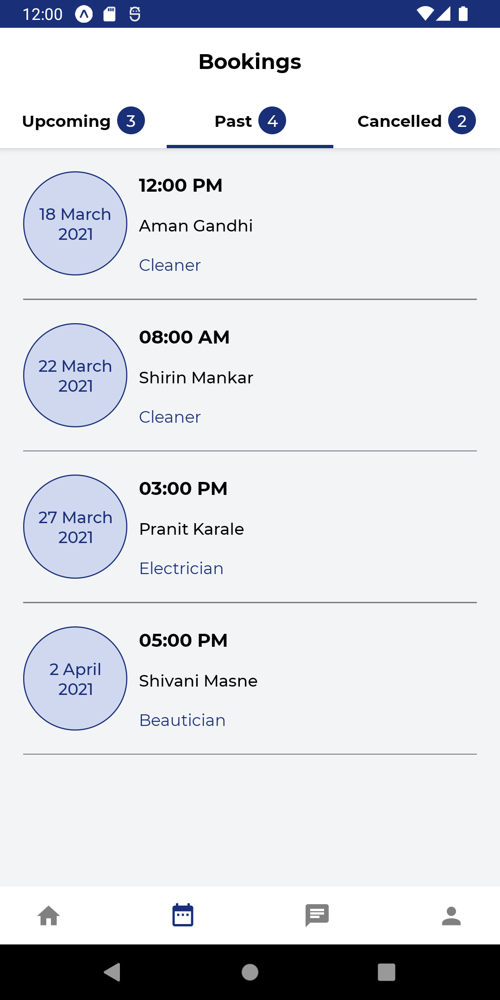 12:00
Bookings
Upcoming 3 Past 4 Cancelled 2
18 March
2021
12:00 PM
Aman Gandhi
Cleaner
22 March
2021
08:00 AM
Shirin Mankar
Cleaner
27 March
2021
03:00 PM
Pranit Karale
Electrician
2 April
2021
05:00 PM
Shivani Masne
Beautician